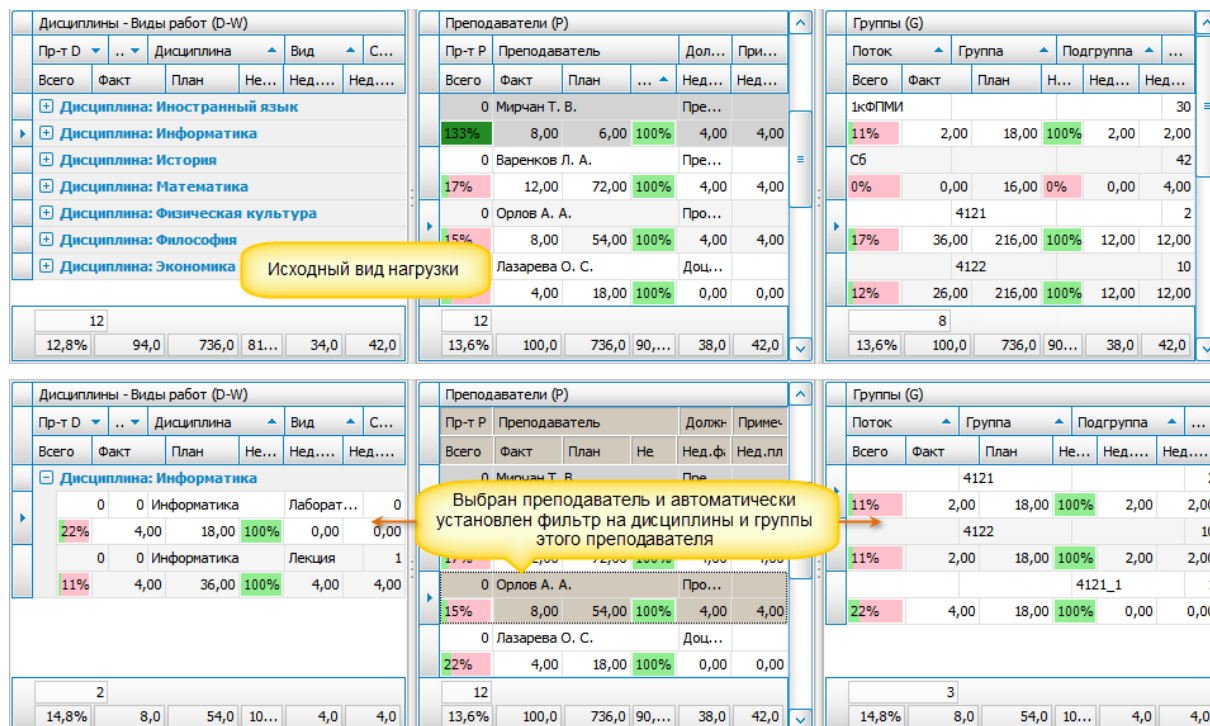 Дисциплины - Виды работ (D-W)
Пр-т D .. Дисциплина Вид С...
Всего Факт План Не... Нед.... Нед....
Дисциплина: Иностранный язык
Дисциплина: Информатика
Дисциплина: История
Дисциплина: Математика
Дисциплина: Физическая культура
Дисциплина: Философия
Дисциплина: Экономика
12
12,8% 94,0 736,0 81... 34,0 42,0
Исходный вид нагрузки
Преподаватели (P)
Пр-т P Преподаватель Дол... При...
Всего Факт План ... Нед... Нед...
0 Мирчан Т. В. Пре...
133% 8,00 6,00 100% 4,00 4,00
0 Варенков Л. А. Пре...
17% 12,00 72,00 100% 4,00 4,00
0 Орлов А. А. Про...
15% 8,00 54,00 100% 4,00 4,00
Лазарева О. С. Доц...
4,00 18,00 100% 0,00 0,00
12
13,6% 100,0 736,0 90,... 38,0 42,0
Группы (G)
Поток Группа Подгруппа ...
Всего Факт План Н... Нед... Нед...
1кФПМИ 30
11% 2,00 18,00 100% 2,00 2,00
Сб 42
0% 0,00 16,00 0% 0,00 4,00
4121 2
17% 36,00 216,00 100% 12,00 12,00
4122 10
12% 26,00 216,00 100% 12,00 12,00
8
13,6% 100,0 736,0 90... 38,0 42,0
Дисциплины - Виды работ (D-W)
Пр-т D .. Дисциплина Вид С...
Всего Факт План Не... Нед.... Нед....
Дисциплина: Информатика
0 0 Информатика Лаборат... 0
22% 4,00 18,00 100% 0,00 0,00
0 0 Информатика Лекция 1
11% 4,00 36,00 100% 4,00 4,00
2
14,8% 8,0 54,0 10... 4,0 4,0
Преподаватели (P)
Пр-т P Преподаватель Должн Примеч
Всего Факт План Не Нед.ф Нед.пл
0 Мирчан Т. В. Пре
Выбран преподаватель и автоматически
установлен фильтр на дисциплины и группы
этого преподавателя
0 Орлов А. А. Про...
15% 8,00 54,00 100% 4,00 4,00
0 Лазарева О. С. Доц...
22% 4,00 18,00 100% 0,00 0,00
12
13,6% 100,0 736,0 90,... 38,0 42,0
Группы (G)
Поток Группа Подгруппа ...
Всего Факт План Не... Нед.... Нед....
4121
11% 2,00 18,00 100% 2,00 2,00
4122 10
11% 2,00 18,00 100% 2,00 2,00
4121_1
22% 4,00 18,00 100% 0,00 0,00
3
14,8% 8,0 54,0 10... 4,0 4,0